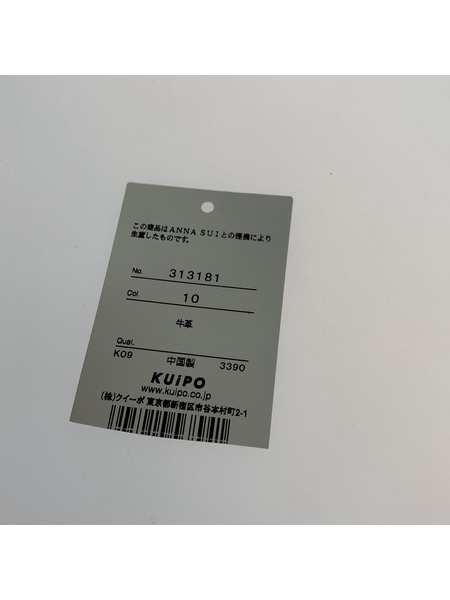 この商品はANNA SUIとの提携により
生産したものです。
No. 313181
Col. 10
牛革
Qual.
K09 中国製 3390
KUiPO
www.kuipo.co.jp
(株)クイーポ 東京都新宿区市谷本村町2-1